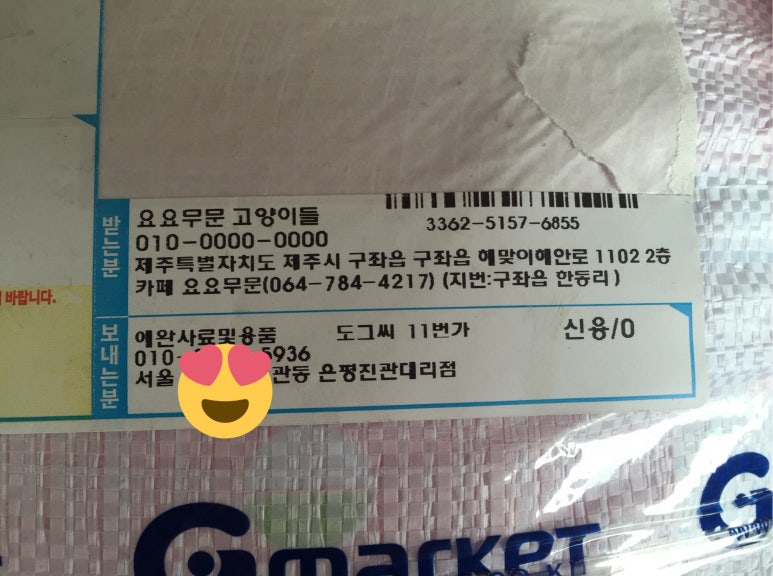 바랍니다.
받는분
요요무문 고양이들
3362-5157-6855
010-0000-0000
제주특별자치도 제주시 구좌읍 구좌읍 해맞이해안로 1102 2층
카페 요요무문(064-784-4217) (지번:구좌읍 한동리)
보내는분
애완사료및용품 도그씨 11번가 신용/0
010- 5936
서울 관동 은평진관대리점
Gmarket
G